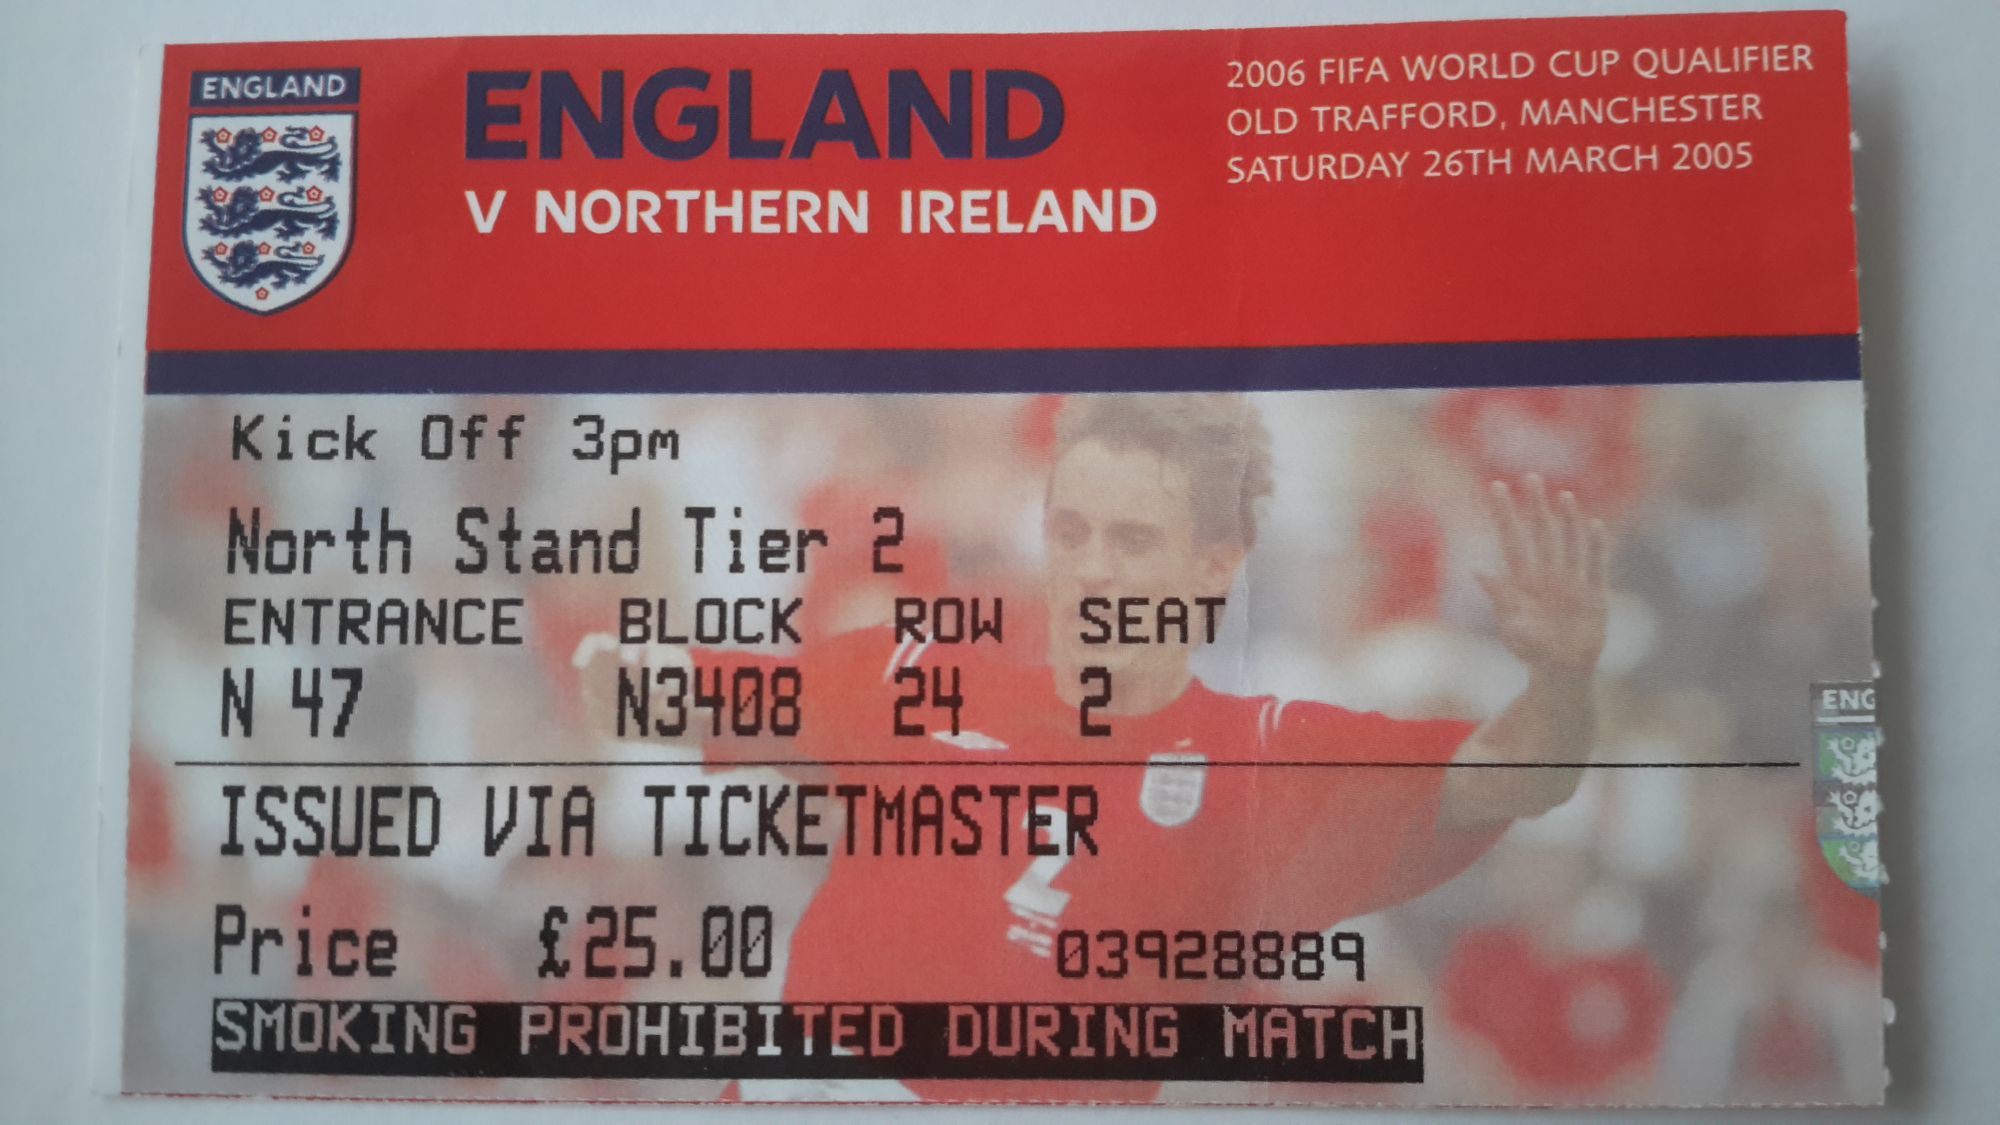 ENGLAND
ENGLAND
V NORTHERN IRELAND
2006 FIFA WORLD CUP QUALIFIER
OLD TRAFFORD, MANCHESTER
SATURDAY 26TH MARCH 2005
Kick Off 3pm
North Stand Tier 2
ENTRANCE BLOCK ROW SEAT
N 47 N3408 24 2
ENG
ISSUED VIA TICKETMASTER
2
Price £25.00 03928889
SMOKING PROHIBITED DURING MATCH